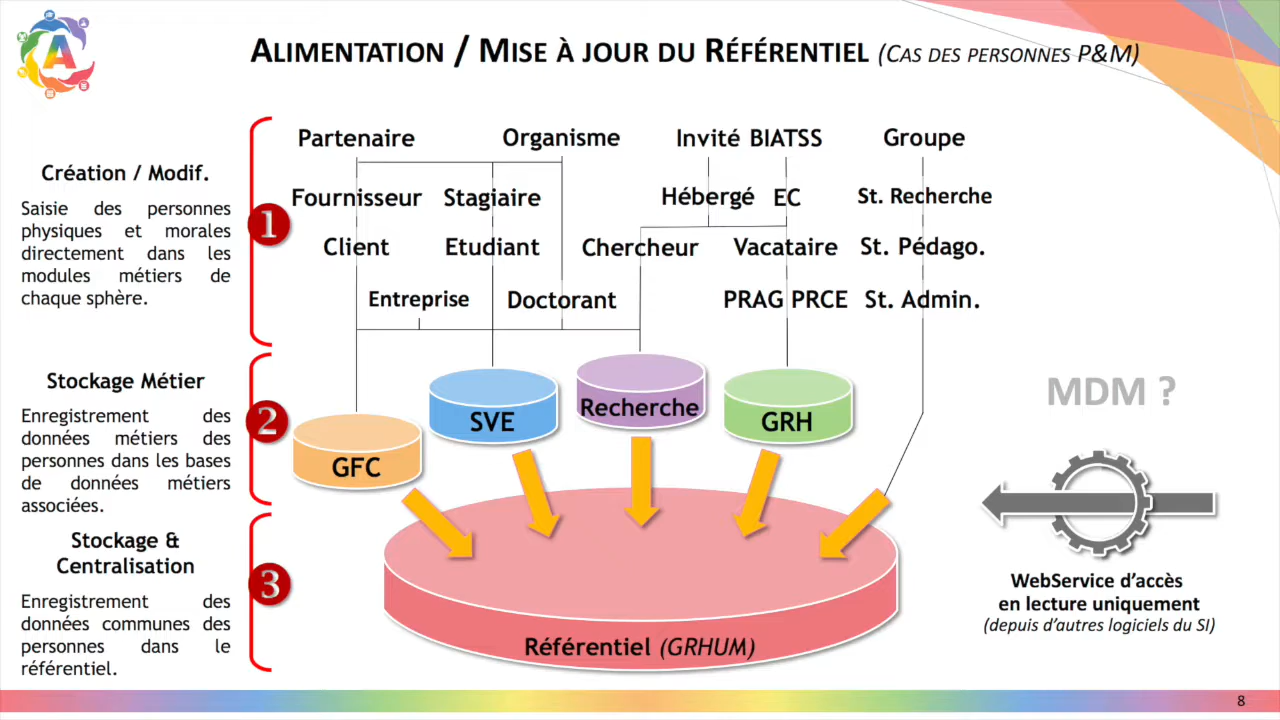 A
ALIMENTATION / MISE À JOUR DU RÉFÉRENTIEL (CAS DES PERSONNES P&M)
Création / Modif.
Saisie des personnes
physiques et morales
directement dans les
modules métiers de
chaque sphère.
1
Partenaire
Organisme
Invité BIATSS
Groupe
Fournisseur
Stagiaire
Hébergé
EC
St. Recherche
Client
Etudiant
Chercheur
Vacataire
St. Pédago.
Entreprise
Doctorant
PRAG PRCE
St. Admin.
Stockage Métier
Enregistrement des
données métiers des
personnes dans les bases
de données métiers
associées.
2
GFC
SVE
Recherche
GRH
MDM ?
Stockage &
Centralisation
Enregistrement des
données communes des
personnes dans le
référentiel.
3
Référentiel (GRHUM)
WebService d'accès
en lecture uniquement
(depuis d'autres logiciels du SI)
8